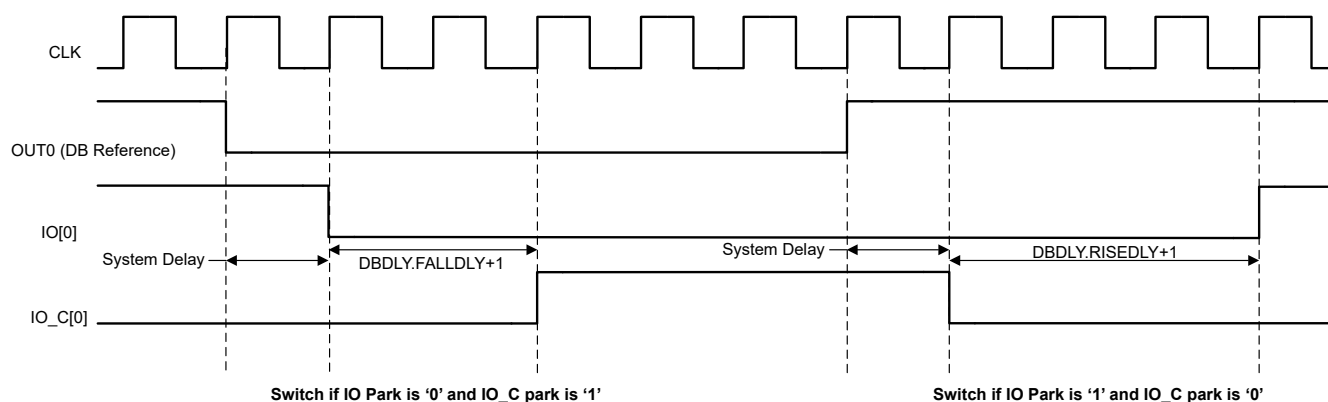 CLK
OUT0 (DB Reference)
IO[0]
System Delay
DBDLY.FALLDLY+1
System Delay
DBDLY.RISEDLY+1
IO_C[0]
Switch if IO Park is ‘0’ and IO_C park is ‘1’
Switch if IO Park is ‘1’ and IO_C park is ‘0’